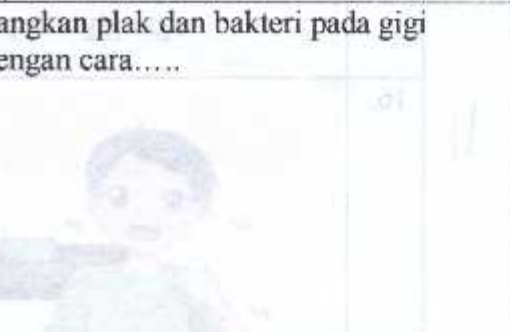 angkan plak dan bakteri pada gigi
engan cara.....